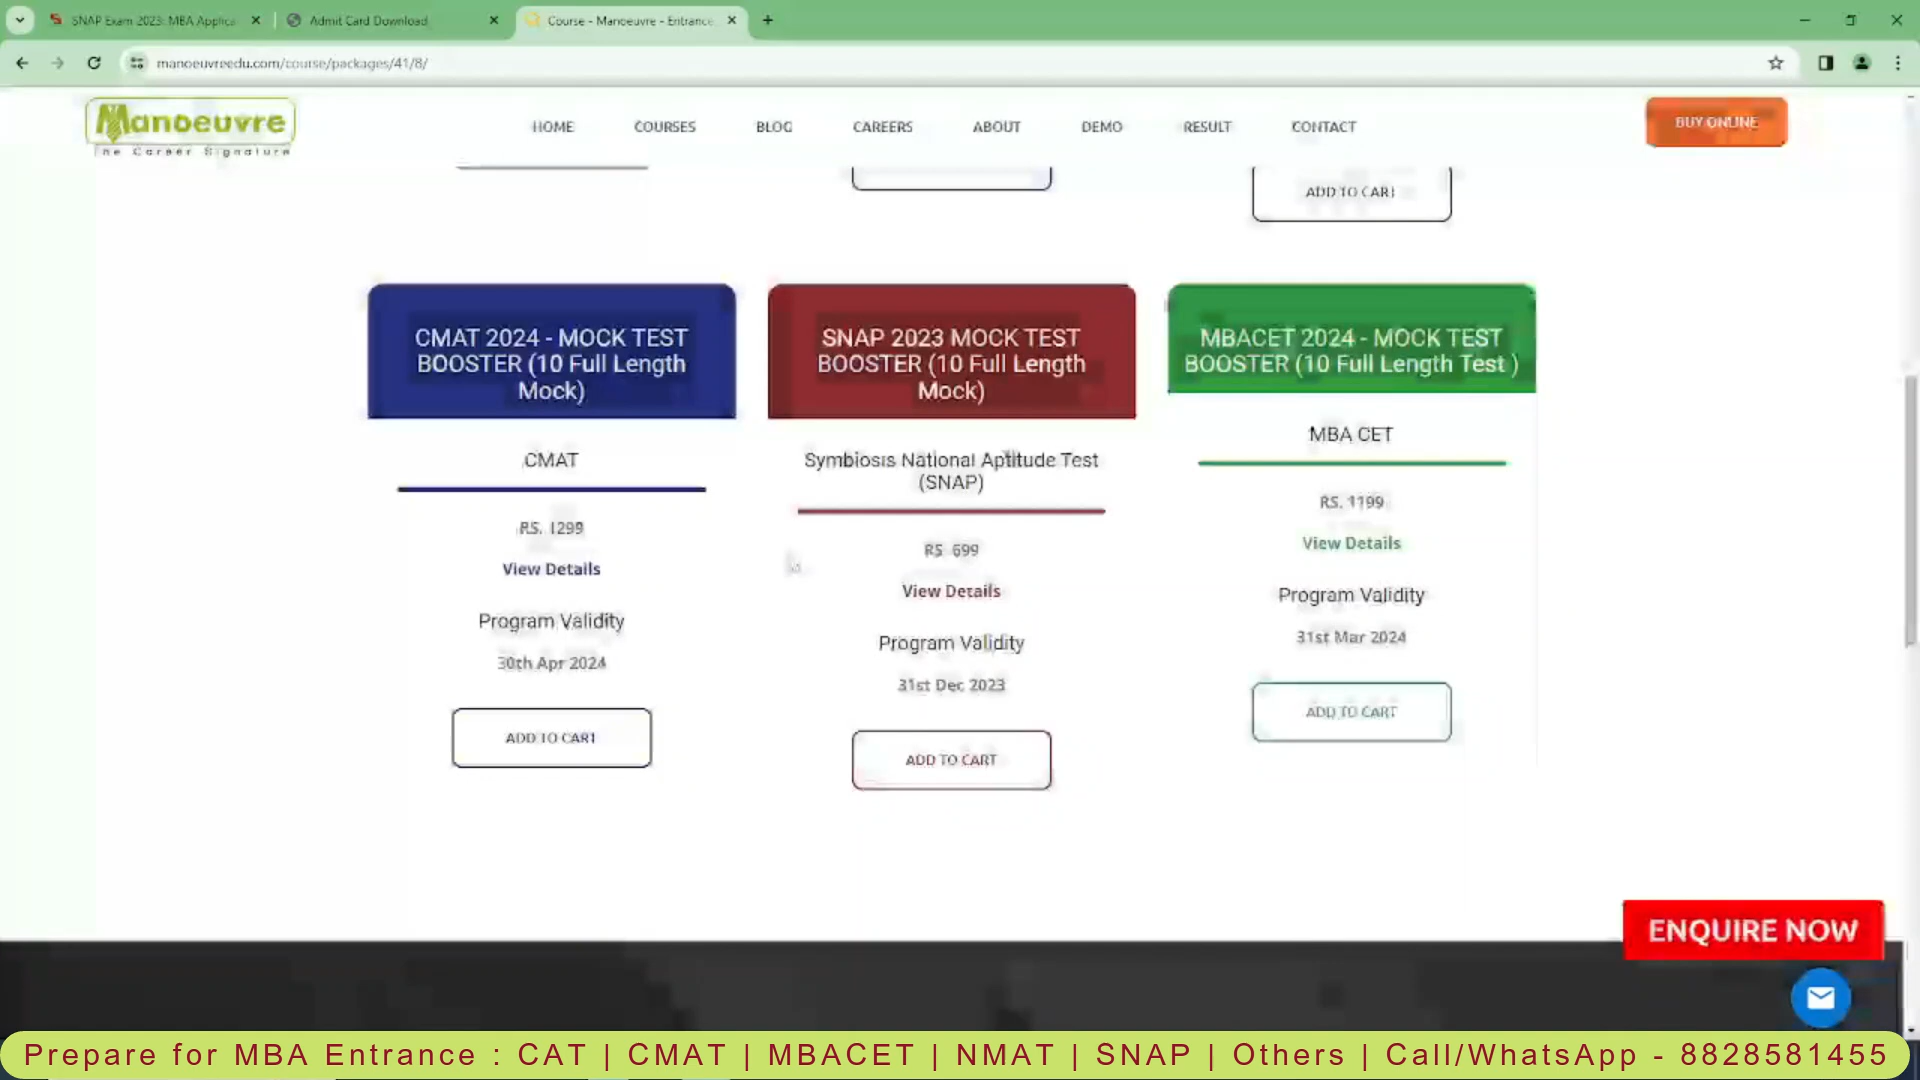 SNAP Exam 2023: MBA Applica
Admit Card Download
Course - Manoeuvre - Entrance
manoeuvreedu.com/course/packages/41/8/
Manoeuvre
The Career Signature
HOME
COURSES
BLOG
CAREERS
ABOUT
DEMO
RESULT
CONTACT
BUY ONLINE
ADD TO CART
CMAT 2024 - MOCK TEST
BOOSTER (10 Full Length
Mock)
CMAT
RS. 1299
View Details
Program Validity
30th Apr 2024
ADD TO CART
SNAP 2023 MOCK TEST
BOOSTER (10 Full Length
Mock)
Symbiosis National Aptitude Test
(SNAP)
RS. 699
View Details
Program Validity
31st Dec 2023
ADD TO CART
MBACET 2024 - MOCK TEST
BOOSTER (10 Full Length Test )
MBA CET
RS. 1199
View Details
Program Validity
31st Mar 2024
ADD TO CART
ENQUIRE NOW
Prepare for MBA Entrance : CAT | CMAT | MBACET | NMAT | SNAP | Others | Call/WhatsApp - 8828581455